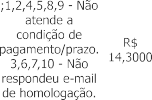 ;1,2,4,5,8,9 - Não
atende a
condição de
pagamento/prazo.
3,6,7,10 - Não
respondeu e-mail
de homologação.
R$
14,3000